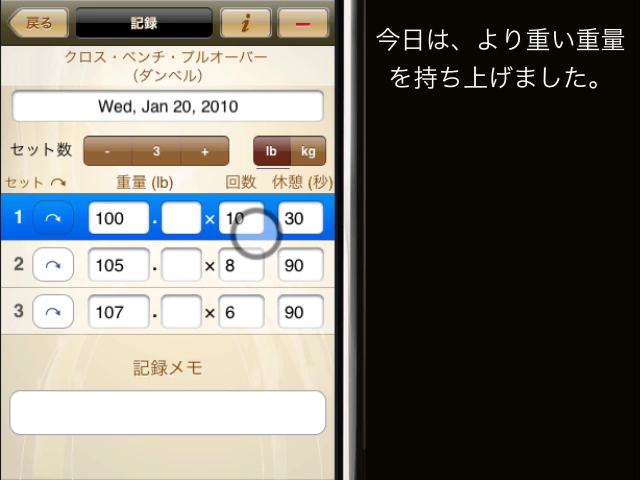 戻る 記録 i
クロス・ベンチ・プルオーバー
（ダンベル）
Wed, Jan 20, 2010
セット数 - 3 + lb kg
セット 重量 (lb) 回数 休憩 (秒)
1 100 . × 10 30
2 105 . × 8 90
3 107 . × 6 90
記録メモ
今日は、より重い重量
を持ち上げました。